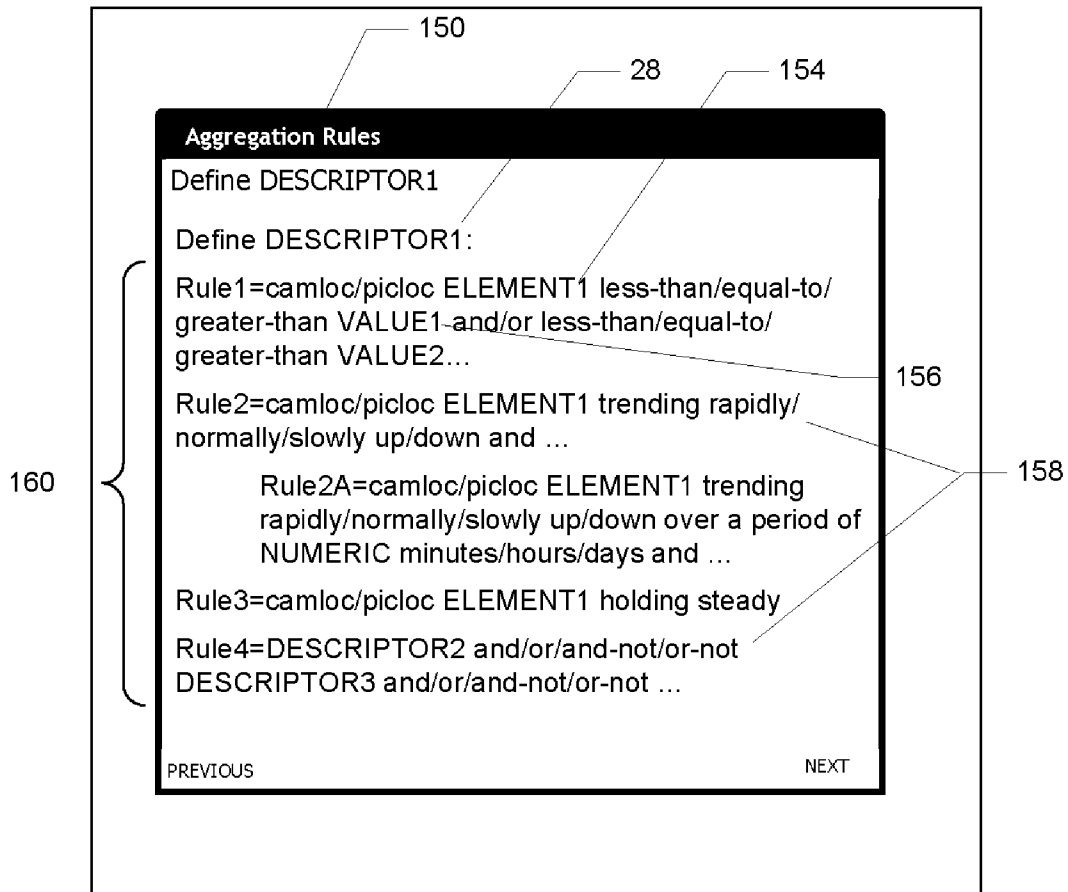 150
28
154
Aggregation Rules
Define DESCRIPTOR1
Define DESCRIPTOR1:
Rule1=camloc/picloc ELEMENT1 less-than/equal-to/
greater-than VALUE1 and/or less-than/equal-to/
greater-than VALUE2...
156
Rule2=camloc/picloc ELEMENT1 trending rapidly/
normally/slowly up/down and ...
160
158
Rule2A=camloc/picloc ELEMENT1 trending
rapidly/normally/slowly up/down over a period of
NUMERIC minutes/hours/days and ...
Rule3=camloc/picloc ELEMENT1 holding steady
Rule4=DESCRIPTOR2 and/or/and-not/or-not
DESCRIPTOR3 and/or/and-not/or-not ...
PREVIOUS
NEXT